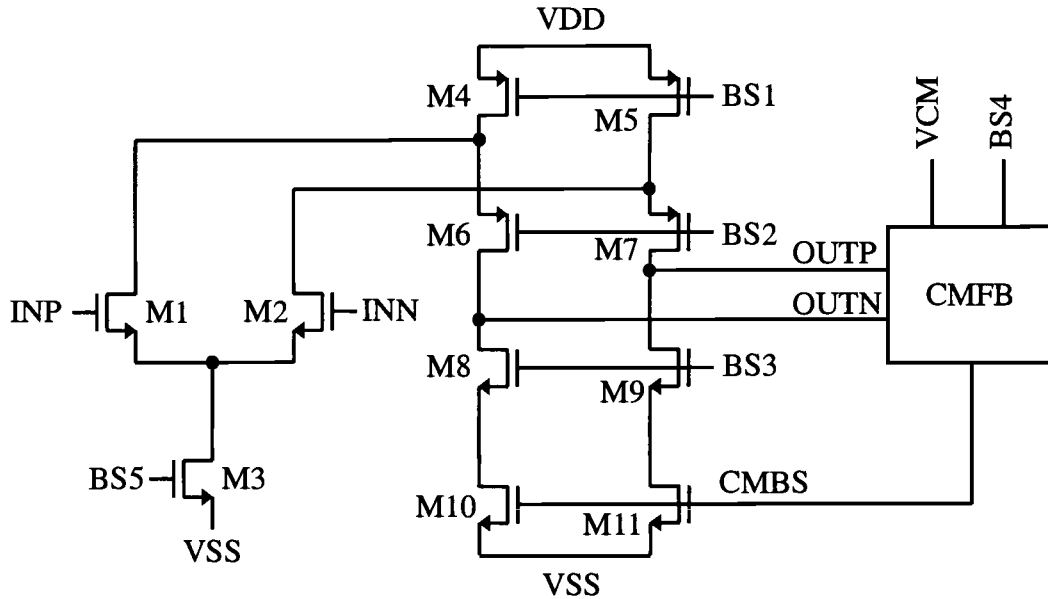 VDD
M4
M5
BS1
VCM
BS4
M6
M7
BS2
OUTP
OUTN
CMFB
INP
M1
M2
INN
M8
M9
BS3
BS5
M3
VSS
M10
M11
CMBS
VSS